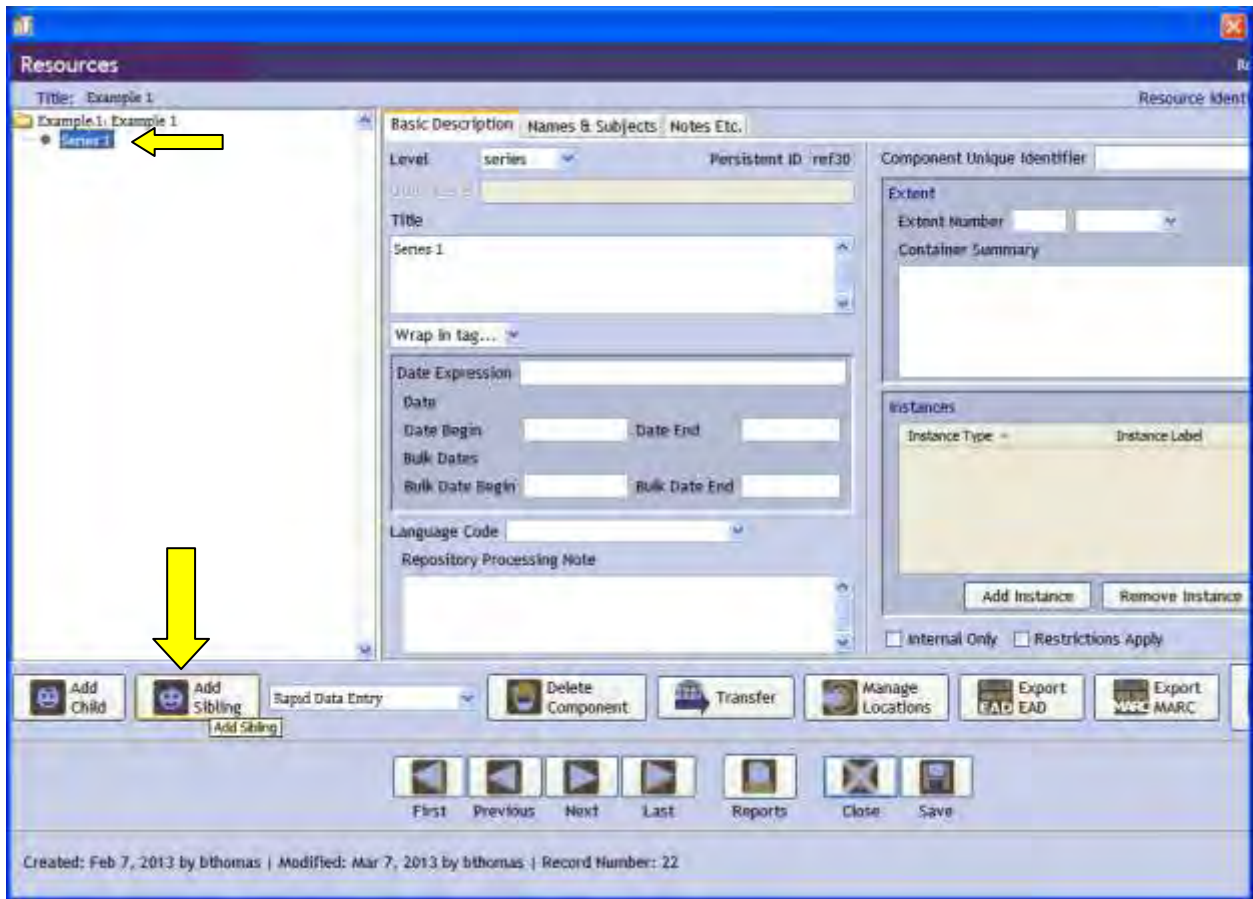 Resources
Title: Example 1
Resource Identi
Example 1: Example 1
Series 1
Basic Description Names & Subjects Notes Etc.
Level series Persistent ID ref30
Title
Series 1
Wrap in tag...
Date Expression
Date
Date Begin Date End
Bulk Dates
Bulk Date Begin Bulk Date End
Language Code
Repository Processing Note
Component Unique Identifier
Extent
Extent Number
Container Summary
Instances
Instance Type Instance Label
Add Instance Remove Instance
Internal Only Restrictions Apply
Add Child
Add Sibling
Rapid Data Entry
Delete Component
Transfer
Manage Locations
EAD Export EAD
MARC Export MARC
Add Sibling
First Previous Next Last Reports Close Save
Created: Feb 7, 2013 by bthomas | Modified: Mar 7, 2013 by bthomas | Record Number: 22